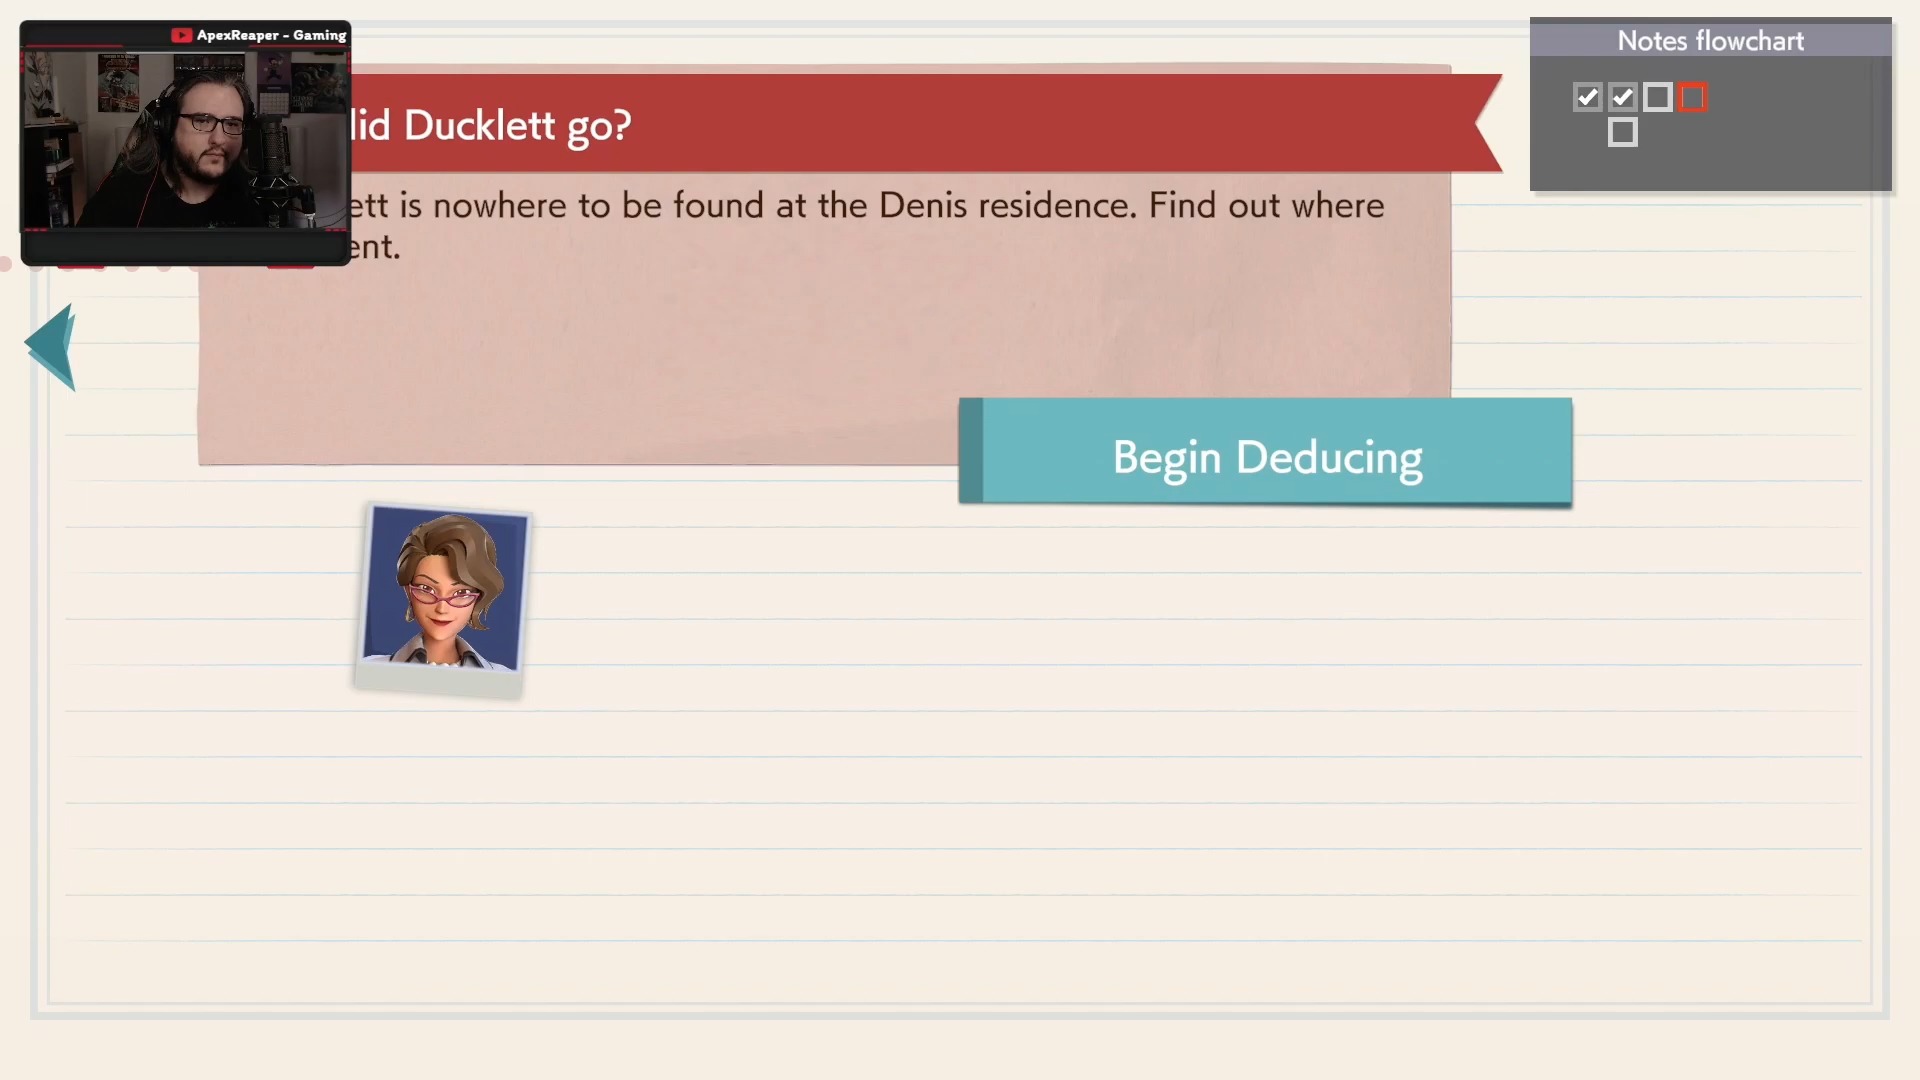 ApexReaper - Gaming
Notes flowchart
did Ducklett go?
ett is nowhere to be found at the Denis residence. Find out where
ent.
Begin Deducing